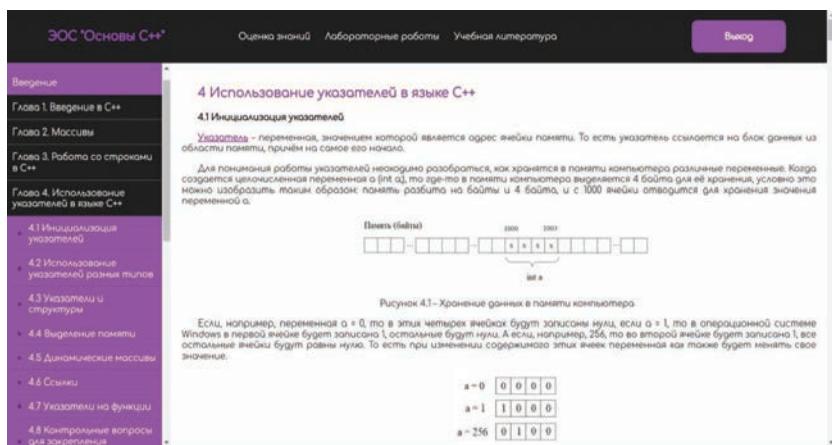 ЭОС "Основы С++"
Оценка знаний Лабораторные работы Учебная литература
Выход
Введение
Глава 1. Введение в С++
Глава 2. Массивы
Глава 3. Работа со строками
в С++
Глава 4. Использование
указателей в языке С++
4.1 Инициализация
указателей
4.2 Использование
указателей разных типов
4.3 Указатели и
структуры
4.4 Выделение памяти
4.5 Динамические массивы
4.6 Ссылки
4.7 Указатели на функции
4.8 Контрольные вопросы
для закрепления
4 Использование указателей в языке С++
4.1 Инициализация указателей
Указатель – переменная, значением которой является адрес ячейки памяти. То есть указатель ссылается на блок данных из
области памяти, причём на самое его начало.
Для понимания работы указателей необходимо разобраться, как хранятся в памяти компьютера различные переменные. Когда
создается целочисленная переменная а (int а), то где-то в памяти компьютера выделяется 4 байта для её хранения, условно это
можно изобразить таким образом: память разбита на байты и 4 байта, и с 1000 ячейки отводится для хранения значения
переменной а.
Память (байты) 1000 1003
x x x x
int a
Рисунок 4.1 – Хранение данных в памяти компьютера
Если, например, переменная а = 0, то в этих четырех ячейках будут записаны нули, если а = 1, то в операционной системе
Windows в первой ячейке будет записана 1, остальные будут нули. А если, например, 256, то во второй ячейке будет записана 1, все
остальные ячейки будут равны нулю. То есть при изменении содержимого этих ячеек переменная как также будет менять свое
значение.
a = 0 0 0 0 0
a = 1 1 0 0 0
a = 256 0 1 0 0